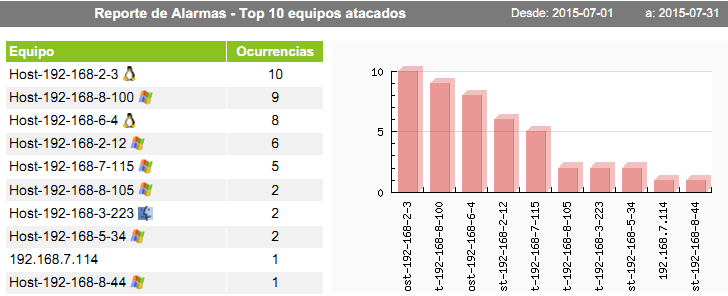 Reporte de Alarmas - Top 10 equipos atacados Desde: 2015-07-01 a: 2015-07-31
Equipo Ocurrencias
Host-192-168-2-3 10
Host-192-168-8-100 9
Host-192-168-6-4 8
Host-192-168-2-12 6
Host-192-168-7-115 5
Host-192-168-8-105 2
Host-192-168-3-223 2
Host-192-168-5-34 2
192.168.7.114 1
Host-192-168-8-44 1
10
5
0
ost-192-168-2-3
t-192-168-8-100
ost-192-168-6-4
st-192-168-2-12
t-192-168-7-115
t-192-168-8-105
t-192-168-3-223
st-192-168-5-34
192.168.7.114
st-192-168-8-44